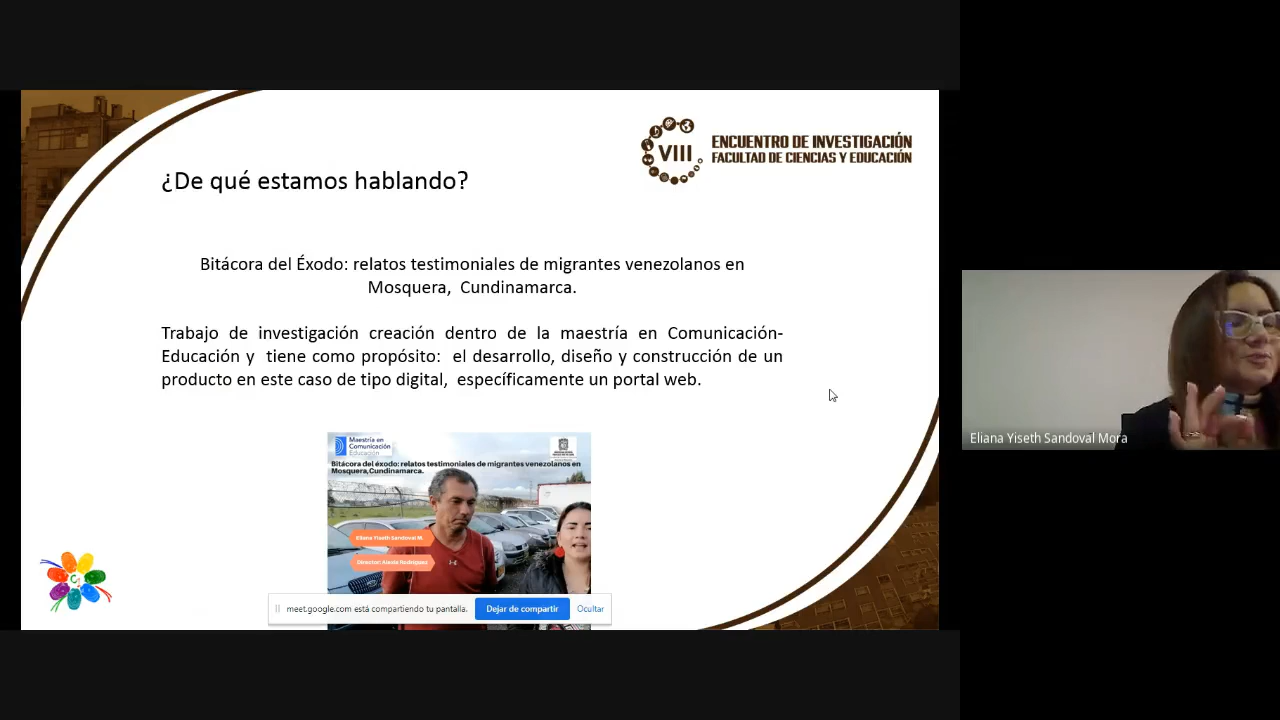 VIII
ENCUENTRO DE INVESTIGACIÓN
FACULTAD DE CIENCIAS Y EDUCACIÓN
¿De qué estamos hablando?
Bitácora del Éxodo: relatos testimoniales de migrantes venezolanos en
Mosquera, Cundinamarca.
Trabajo de investigación creación dentro de la maestría en Comunicación-
Educación y tiene como propósito: el desarrollo, diseño y construcción de un
producto en este caso de tipo digital, específicamente un portal web.
Maestría en
Comunicación
Educación
Bitácora del éxodo: relatos testimoniales de migrantes venezolanos en
Mosquera,Cundinamarca.
Eliana Yiseth Sandoval M.
Director: Alexis Rodríguez
meet.google.com está compartiendo tu pantalla.
Dejar de compartir
Ocultar
Eliana Yiseth Sandoval Mora